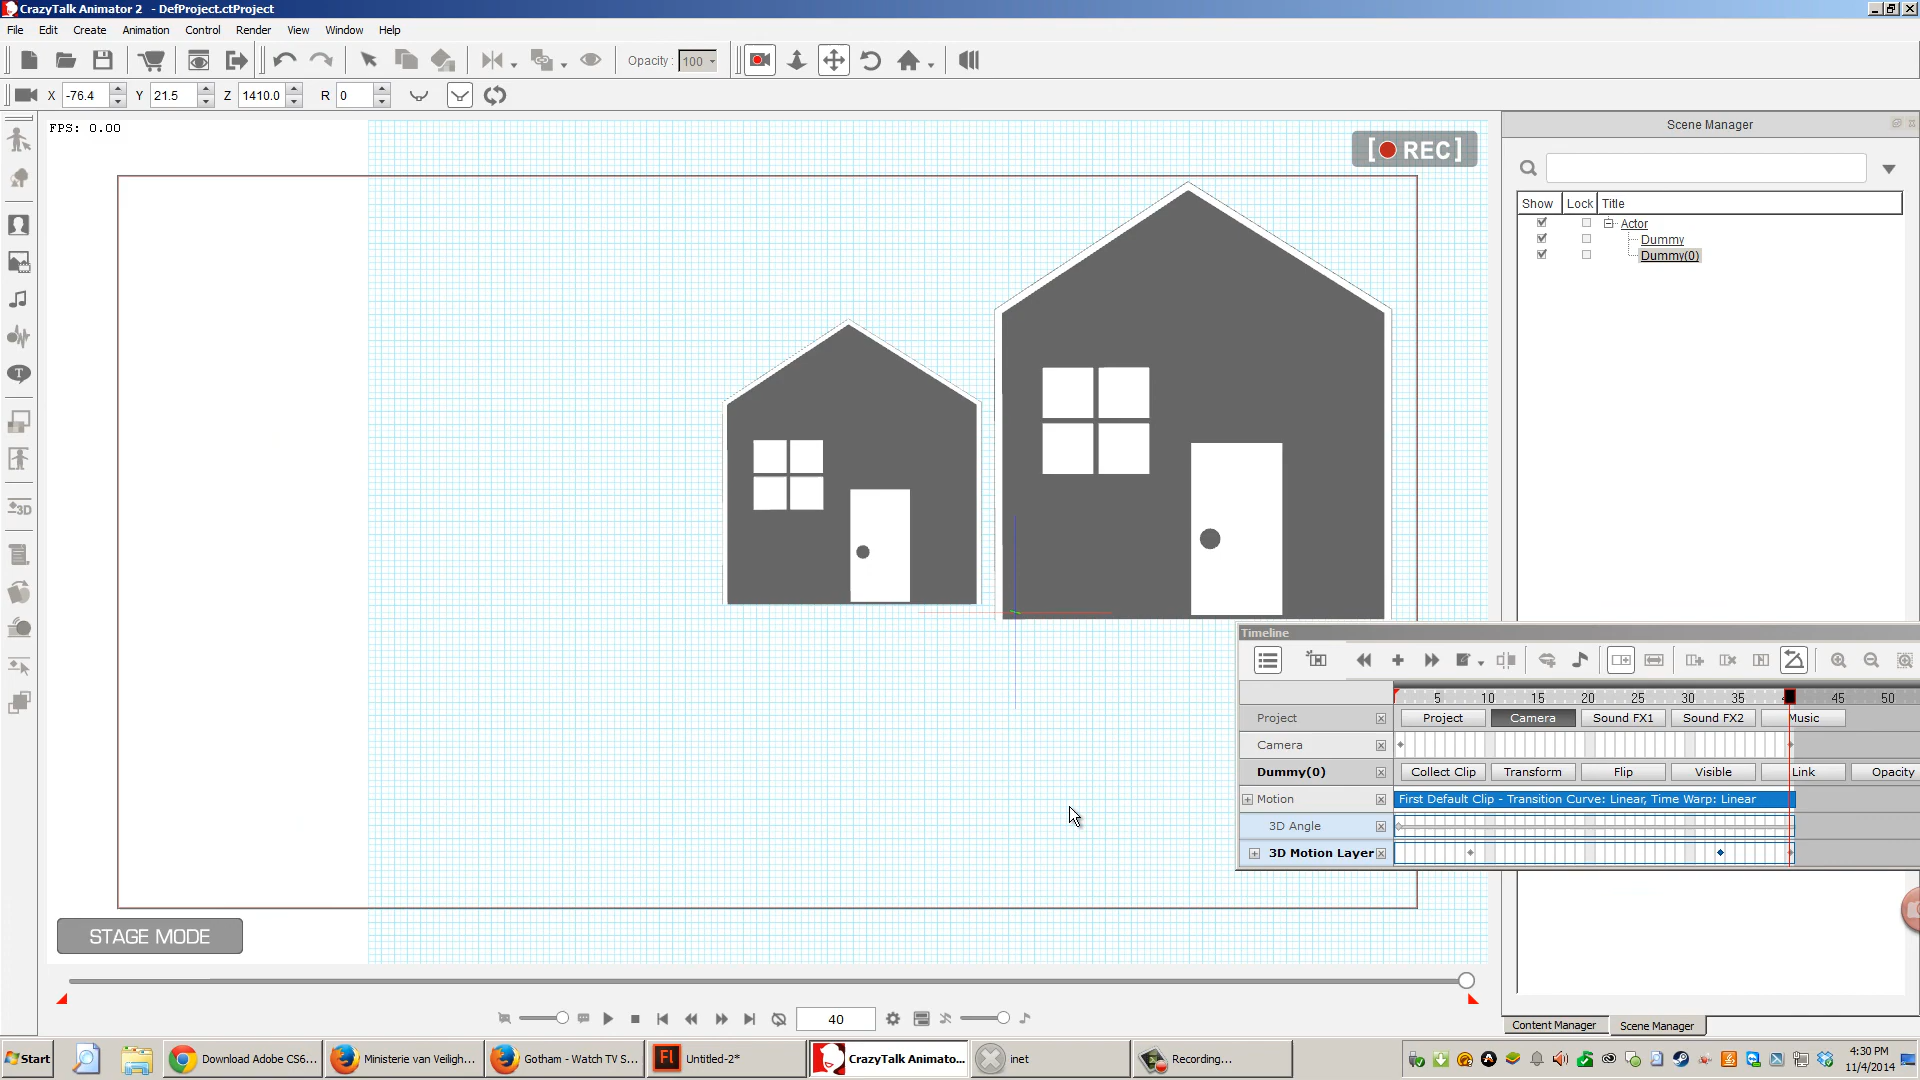 CrazyTalk Animator 2 - DefProject.ctProject
File Edit Create Animation Control Render View Window Help
Opacity : 100
X -76.4 Y 21.5 Z 1410.0 R 0
FPS: 0.00
[ REC ]
Scene Manager
Show Lock Title
Actor
Dummy
Dummy(0)
Timeline
5 10 15 20 25 30 35 45 50
Project Project Camera Sound FX1 Sound FX2 Music
Camera
Dummy(0) Collect Clip Transform Flip Visible Link Opacity
Motion First Default Clip - Transition Curve: Linear, Time Warp: Linear
3D Angle
3D Motion Layer
STAGE MODE
40
Content Manager Scene Manager
Start Download Adobe CS6... Ministerie van Veiligh... Gotham - Watch TV S... Untitled-2* CrazyTalk Animato... inet Recording...
4:30 PM
11/4/2014